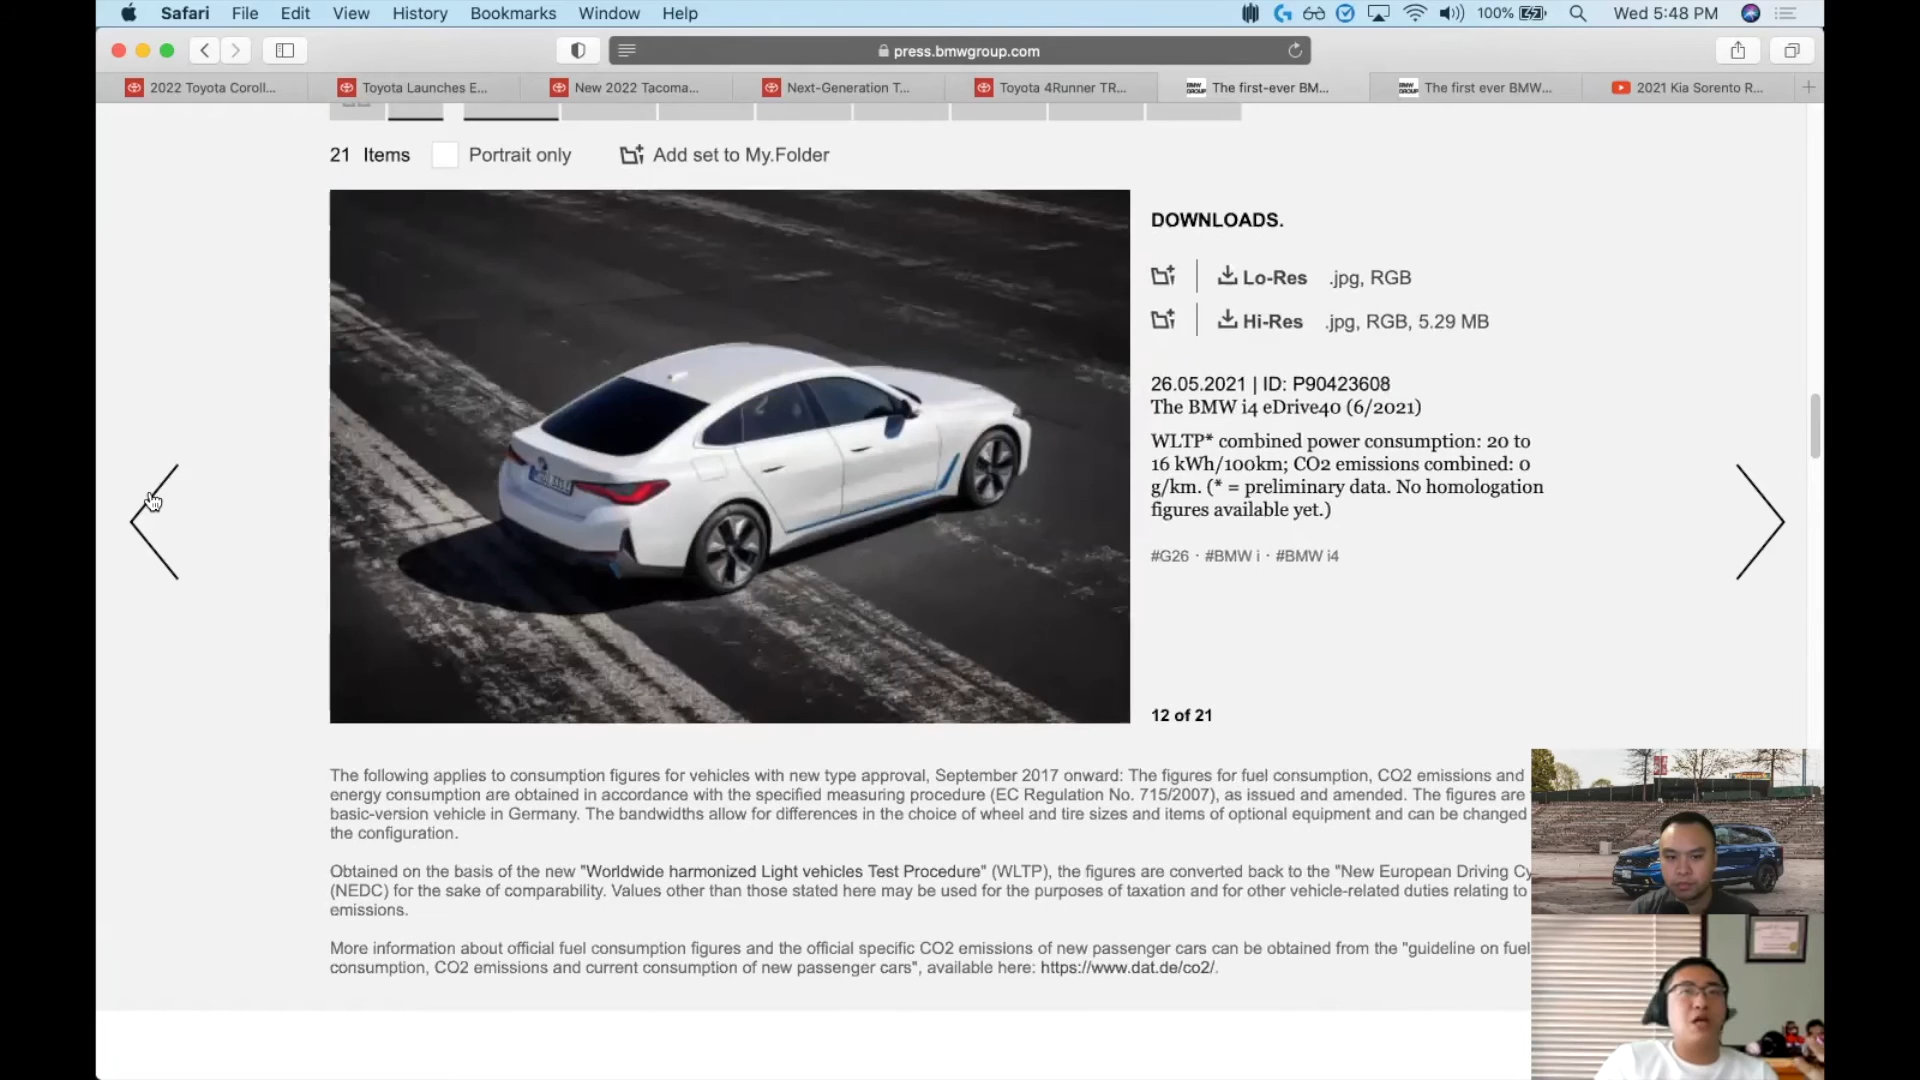 Safari File Edit View History Bookmarks Window Help 100% Wed 5:48 PM
press.bmwgroup.com
2022 Toyota Coroll... Toyota Launches E... New 2022 Tacoma... Next-Generation T... Toyota 4Runner TR... BMW GROUP The first-ever BM... BMW GROUP The first ever BMW... 2021 Kia Sorento R...
21 Items Portrait only Add set to My.Folder
DOWNLOADS.
Lo-Res .jpg, RGB
Hi-Res .jpg, RGB, 5.29 MB
26.05.2021 | ID: P90423608
The BMW i4 eDrive40 (6/2021)
WLTP* combined power consumption: 20 to
16 kWh/100km; CO2 emissions combined: 0
g/km. (* = preliminary data. No homologation
figures available yet.)
#G26 · #BMW i · #BMW i4
12 of 21
The following applies to consumption figures for vehicles with new type approval, September 2017 onward: The figures for fuel consumption, CO2 emissions and
energy consumption are obtained in accordance with the specified measuring procedure (EC Regulation No. 715/2007), as issued and amended. The figures are
basic-version vehicle in Germany. The bandwidths allow for differences in the choice of wheel and tire sizes and items of optional equipment and can be changed
the configuration.
Obtained on the basis of the new "Worldwide harmonized Light vehicles Test Procedure" (WLTP), the figures are converted back to the "New European Driving Cy
(NEDC) for the sake of comparability. Values other than those stated here may be used for the purposes of taxation and for other vehicle-related duties relating to
emissions.
More information about official fuel consumption figures and the official specific CO2 emissions of new passenger cars can be obtained from the "guideline on fuel
consumption, CO2 emissions and current consumption of new passenger cars", available here: https://www.dat.de/co2/.